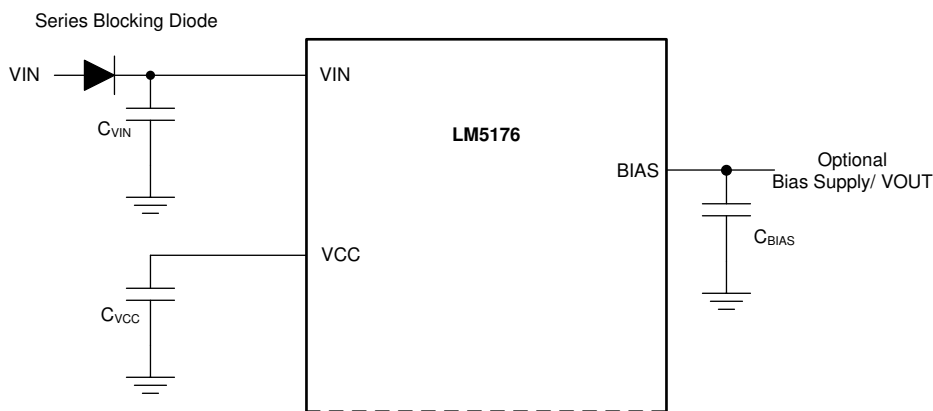 Series Blocking Diode
VIN
VIN
CVIN
LM5176
BIAS
Optional
Bias Supply/ VOUT
CBIAS
VCC
CVCC